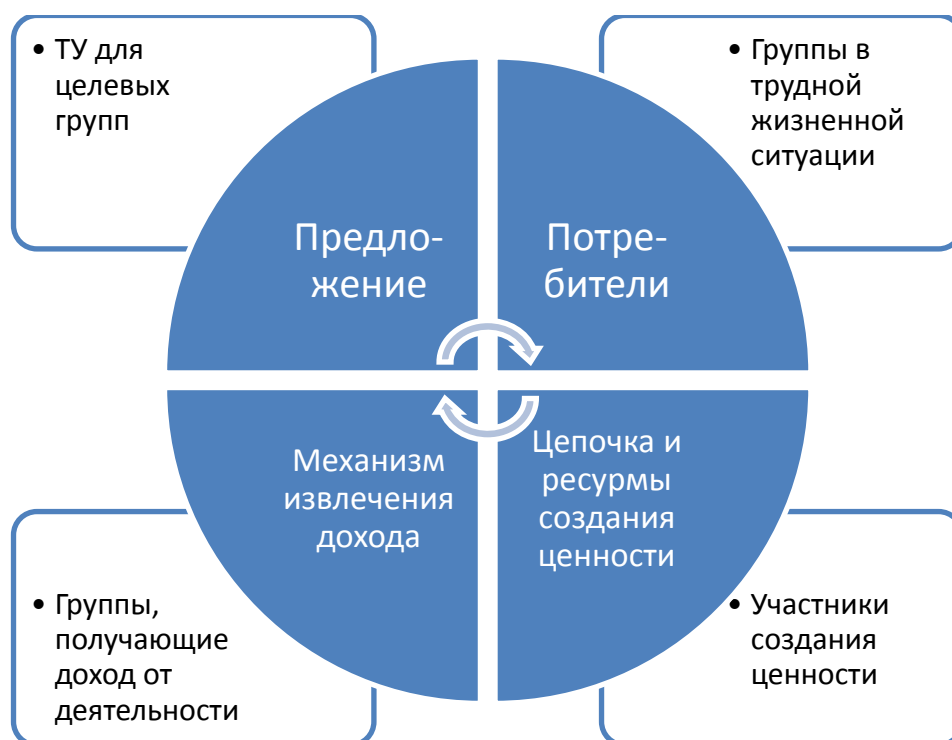 • ТУ для
целевых
групп
• Группы в
трудной
жизненной
ситуации
Предло-
жение
Потре-
бители
Механизм
извлечения
дохода
Цепочка и
ресурмы
создания
ценности
• Группы,
получающие
доход от
деятельности
• Участники
создания
ценности